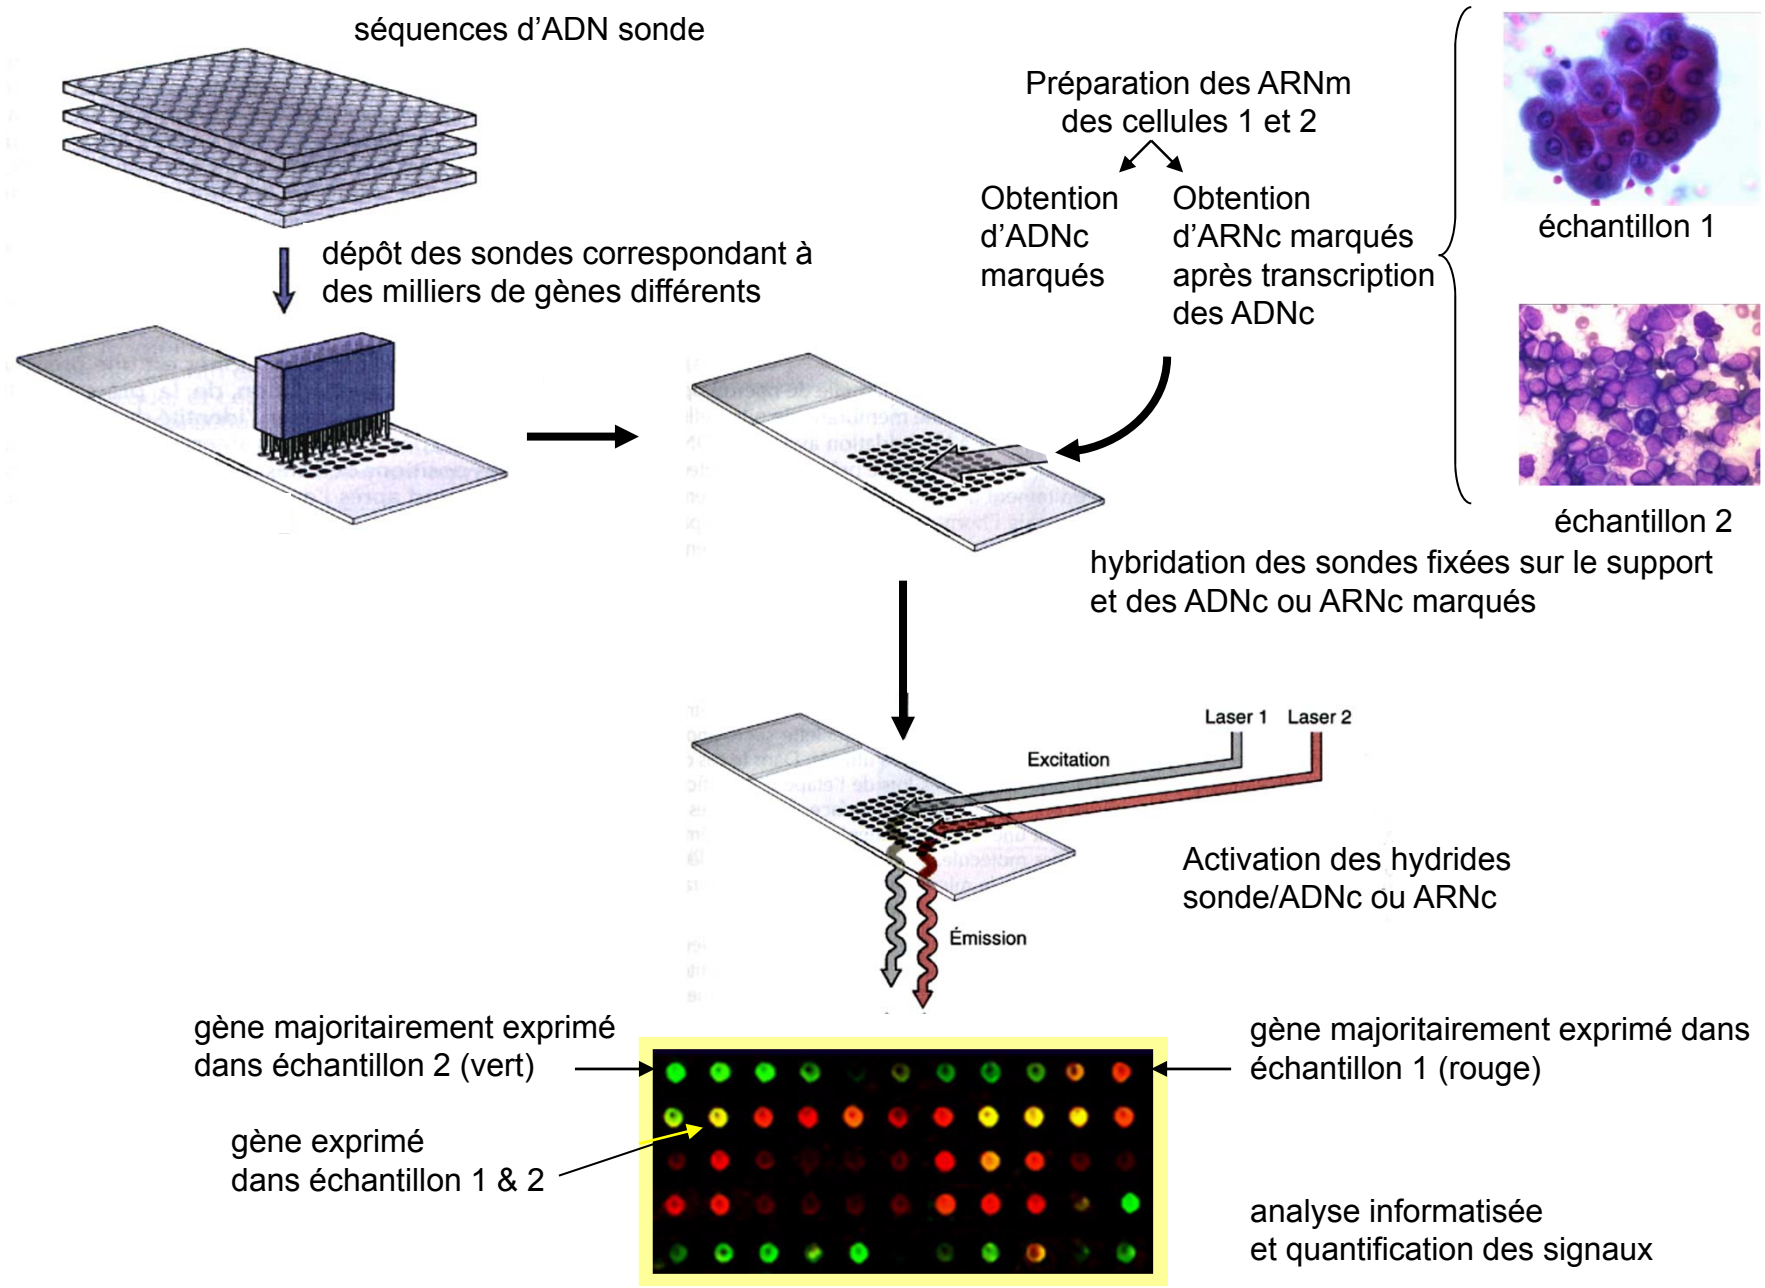 séquences d'ADN sonde
dépôt des sondes correspondant à
des milliers de gènes différents
Préparation des ARNm
des cellules 1 et 2
Obtention
d'ADNc
marqués
Obtention
d'ARNc marqués
après transcription
des ADNc
échantillon 1
échantillon 2
hybridation des sondes fixées sur le support
et des ADNc ou ARNc marqués
Laser 1 Laser 2
Excitation
Activation des hydrides
sonde/ADNc ou ARNc
Émission
gène majoritairement exprimé
dans échantillon 2 (vert)
gène majoritairement exprimé dans
échantillon 1 (rouge)
gène exprimé
dans échantillon 1 & 2
analyse informatisée
et quantification des signaux